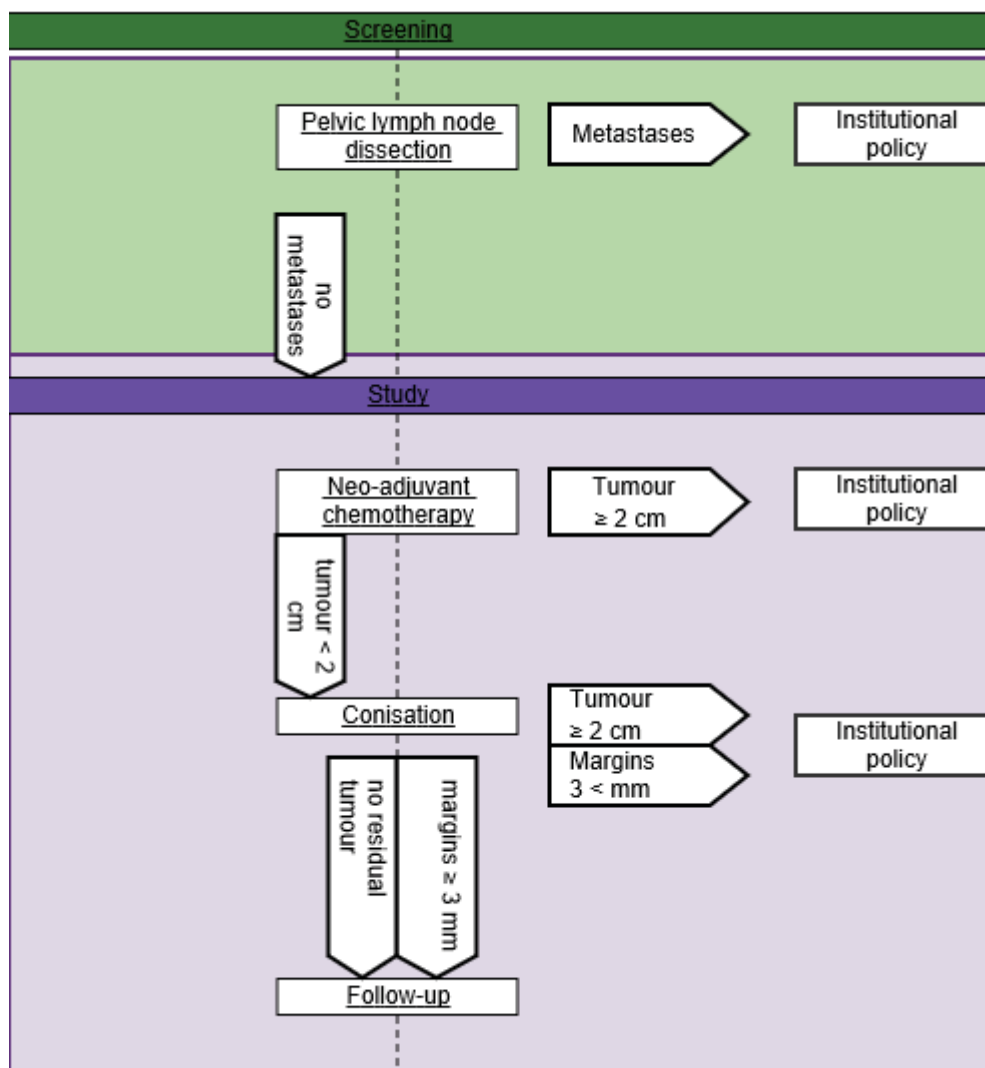 Screening
Pelvic lymph node
dissection
Metastases
Institutional
policy
no
metastases
Study
Neo-adjuvant
chemotherapy
Tumour
≥ 2 cm
Institutional
policy
tumour < 2
cm
Conisation
Tumour
≥ 2 cm
Margins
3 < mm
Institutional
policy
no residual
tumour
margins ≥ 3 mm
Follow-up